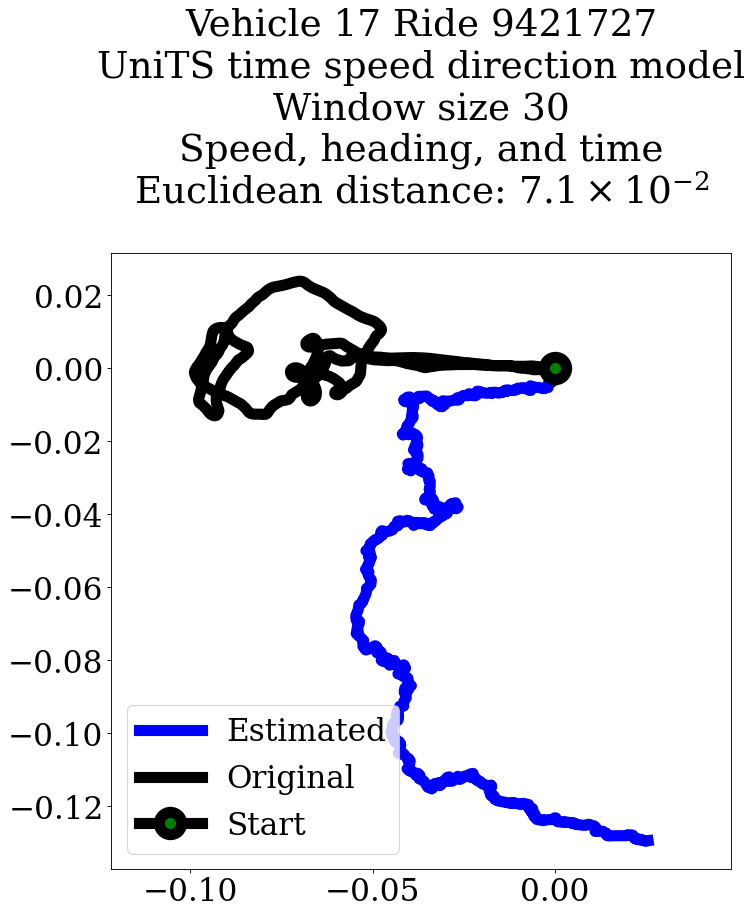 Vehicle 17 Ride 9421727
UniTS time speed direction model
Window size 30
Speed, heading, and time
Euclidean distance: 7.1 × 10⁻²
0.02
0.00
−0.02
−0.04
−0.06
−0.08
−0.10
−0.12
Estimated
Original
Start
−0.10 −0.05 0.00